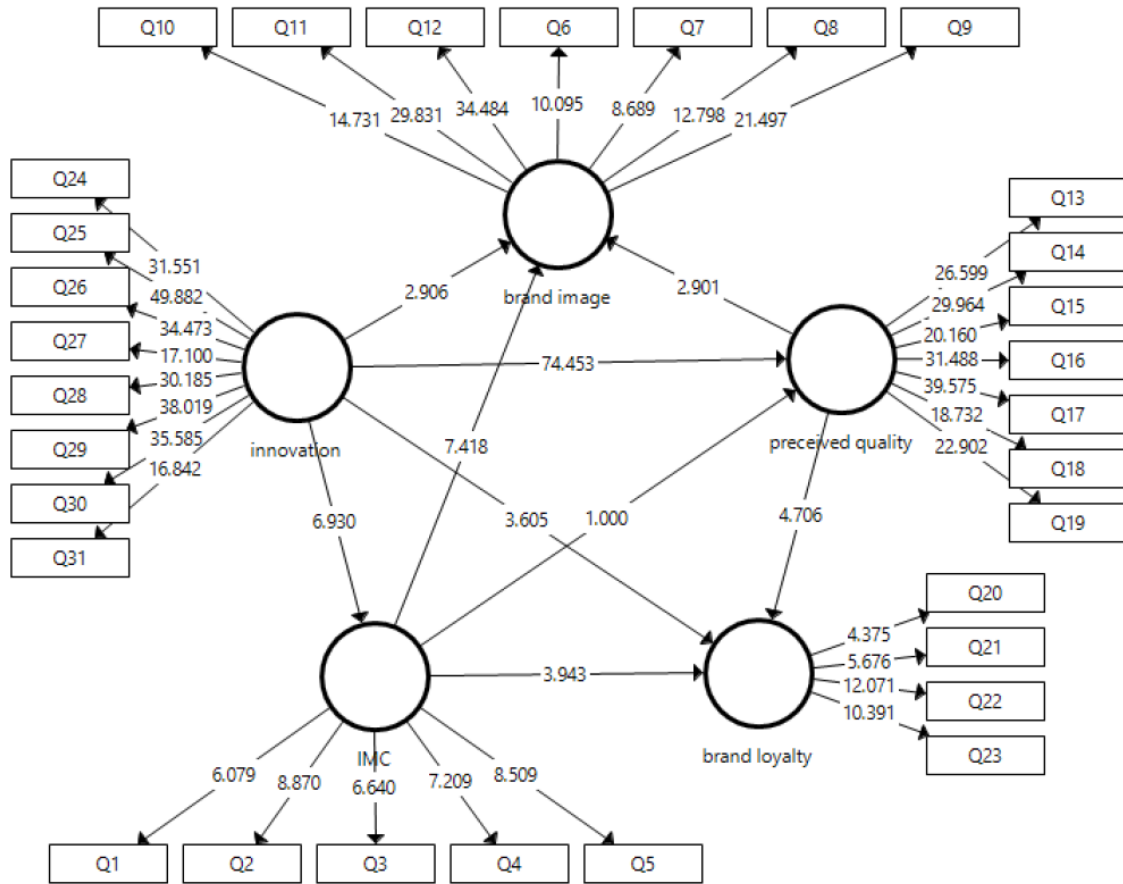 Q10 Q11 Q12 Q6 Q7 Q8 Q9
14.731 29.831 34.484 10.095 8.689 12.798 21.497
brand image
Q24
Q25
Q26
Q27
Q28
Q29
Q30
Q31
31.551
49.882
34.473
17.100
30.185
38.019
35.585
16.842
innovation
2.906
2.901
74.453
7.418
6.930
3.605
1.000
4.706
3.943
Q13
Q14
Q15
Q16
Q17
Q18
Q19
26.599
29.964
20.160
31.488
39.575
18.732
22.902
preceived quality
Q20
Q21
Q22
Q23
4.375
5.676
12.071
10.391
brand loyalty
IMC
6.079 8.870 6.640 7.209 8.509
Q1 Q2 Q3 Q4 Q5